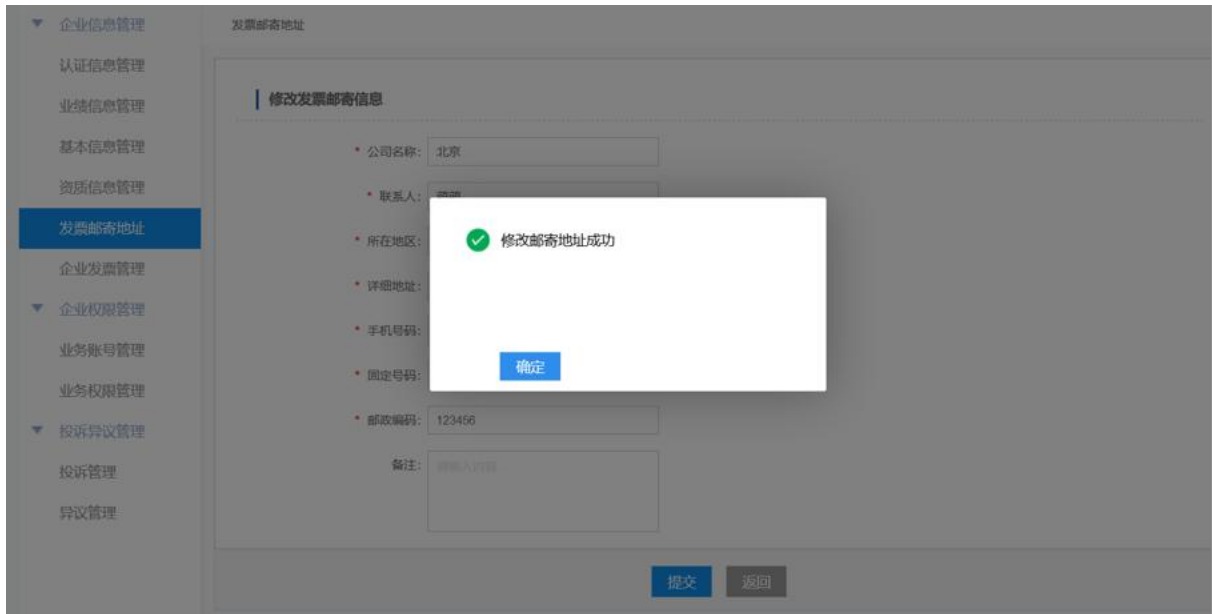 企业信息管理
发票邮寄地址
认证信息管理
业绩信息管理
基本信息管理
资质信息管理
发票邮寄地址
企业发票管理
企业权限管理
业务账号管理
业务权限管理
投诉异议管理
投诉管理
异议管理
修改发票邮寄信息
* 公司名称: 北京
* 联系人:
* 所在地区:
* 详细地址:
* 手机号码:
* 固定号码:
* 邮政编码: 123456
备注: 请输入内容
修改邮寄地址成功
确定
提交
返回